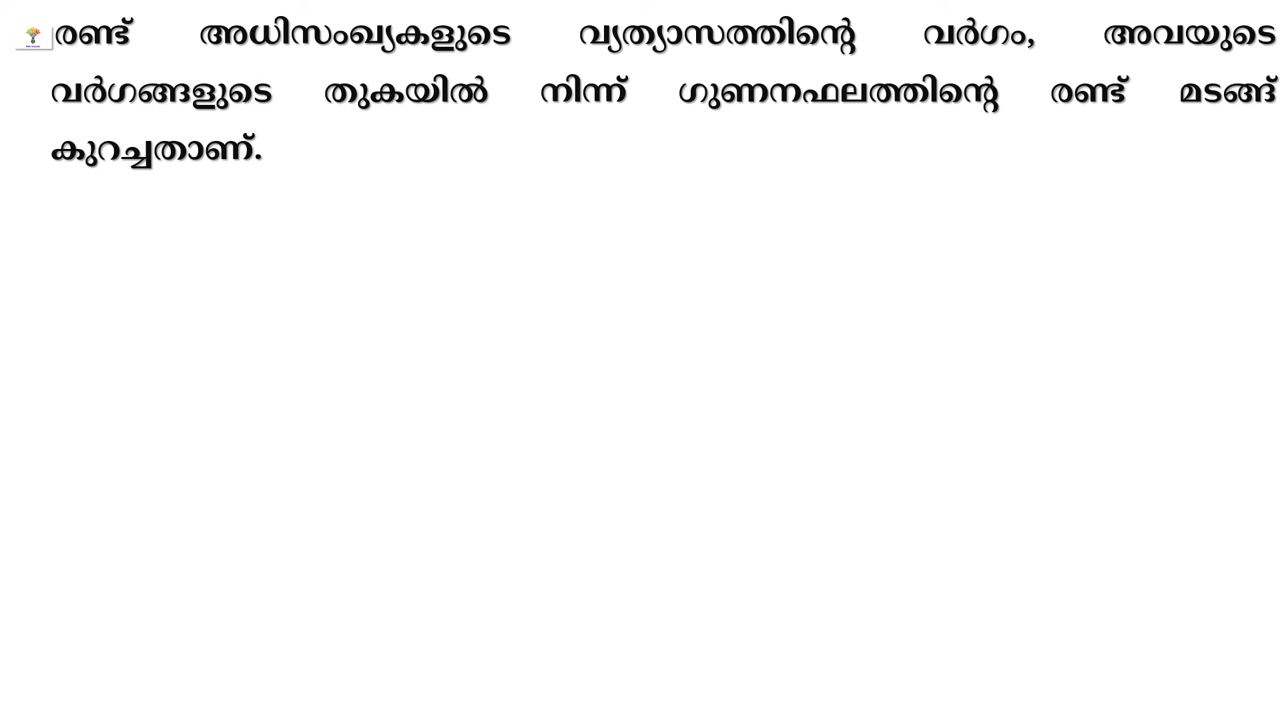 രണ്ട് അധിസംഖ്യകളുടെ വ്യത്യാസത്തിന്റെ വർഗം, അവയുടെ
വർഗങ്ങളുടെ തുകയിൽ നിന്ന് ഗുണനഫലത്തിന്റെ രണ്ട് മടങ്ങ്
കുറച്ചതാണ്.